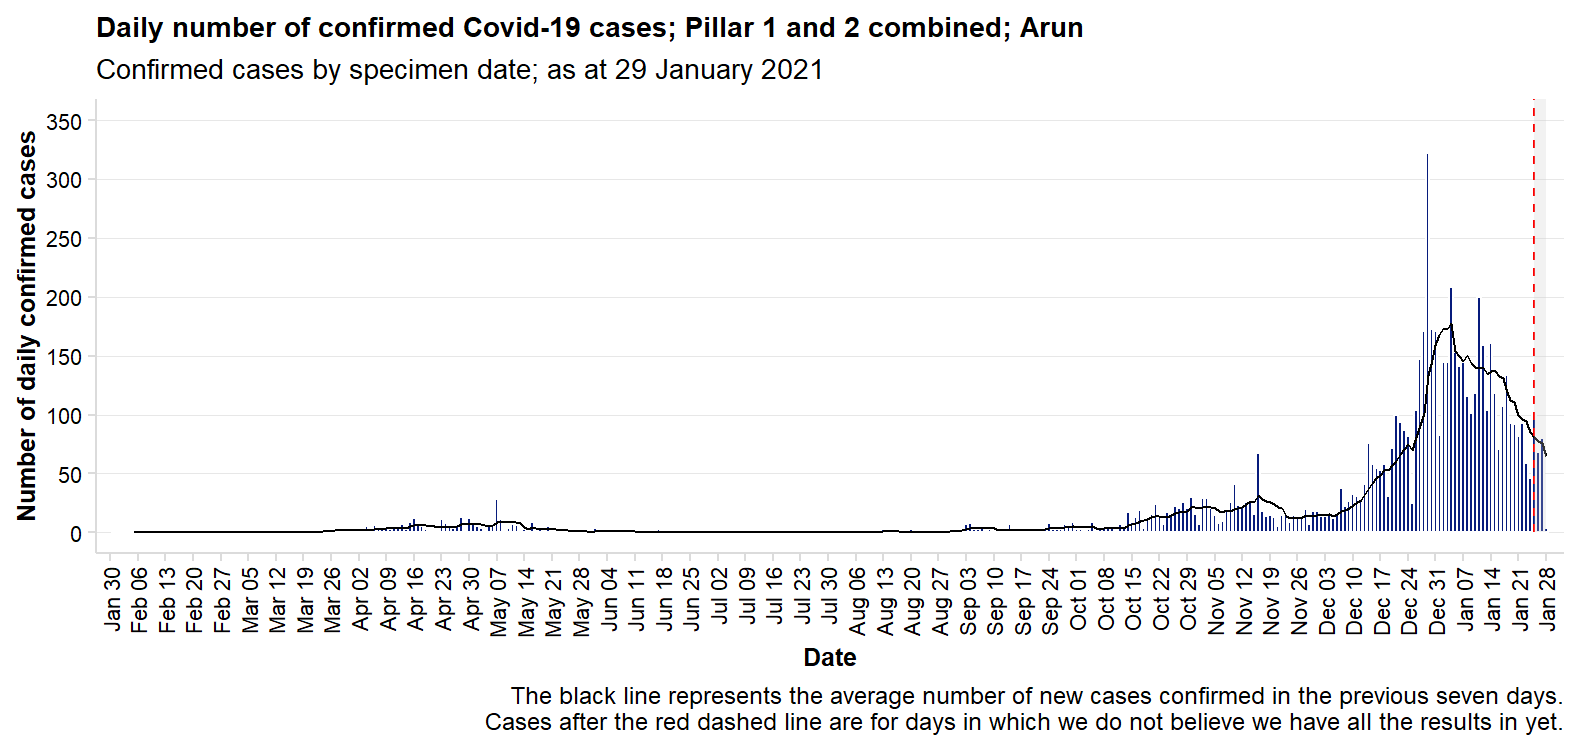 Daily number of confirmed Covid-19 cases; Pillar 1 and 2 combined; Arun
Confirmed cases by specimen date; as at 29 January 2021
Number of daily confirmed cases
350
300
250
200
150
100
50
0
Jan 30
Feb 06
Feb 13
Feb 20
Feb 27
Mar 05
Mar 12
Mar 19
Mar 26
Apr 02
Apr 09
Apr 16
Apr 23
Apr 30
May 07
May 14
May 21
May 28
Jun 04
Jun 11
Jun 18
Jun 25
Jul 02
Jul 09
Jul 16
Jul 23
Jul 30
Aug 06
Aug 13
Aug 20
Aug 27
Sep 03
Sep 10
Sep 17
Sep 24
Oct 01
Oct 08
Oct 15
Oct 22
Oct 29
Nov 05
Nov 12
Nov 19
Nov 26
Dec 03
Dec 10
Dec 17
Dec 24
Dec 31
Jan 07
Jan 14
Jan 21
Jan 28
Date
The black line represents the average number of new cases confirmed in the previous seven days.
Cases after the red dashed line are for days in which we do not believe we have all the results in yet.